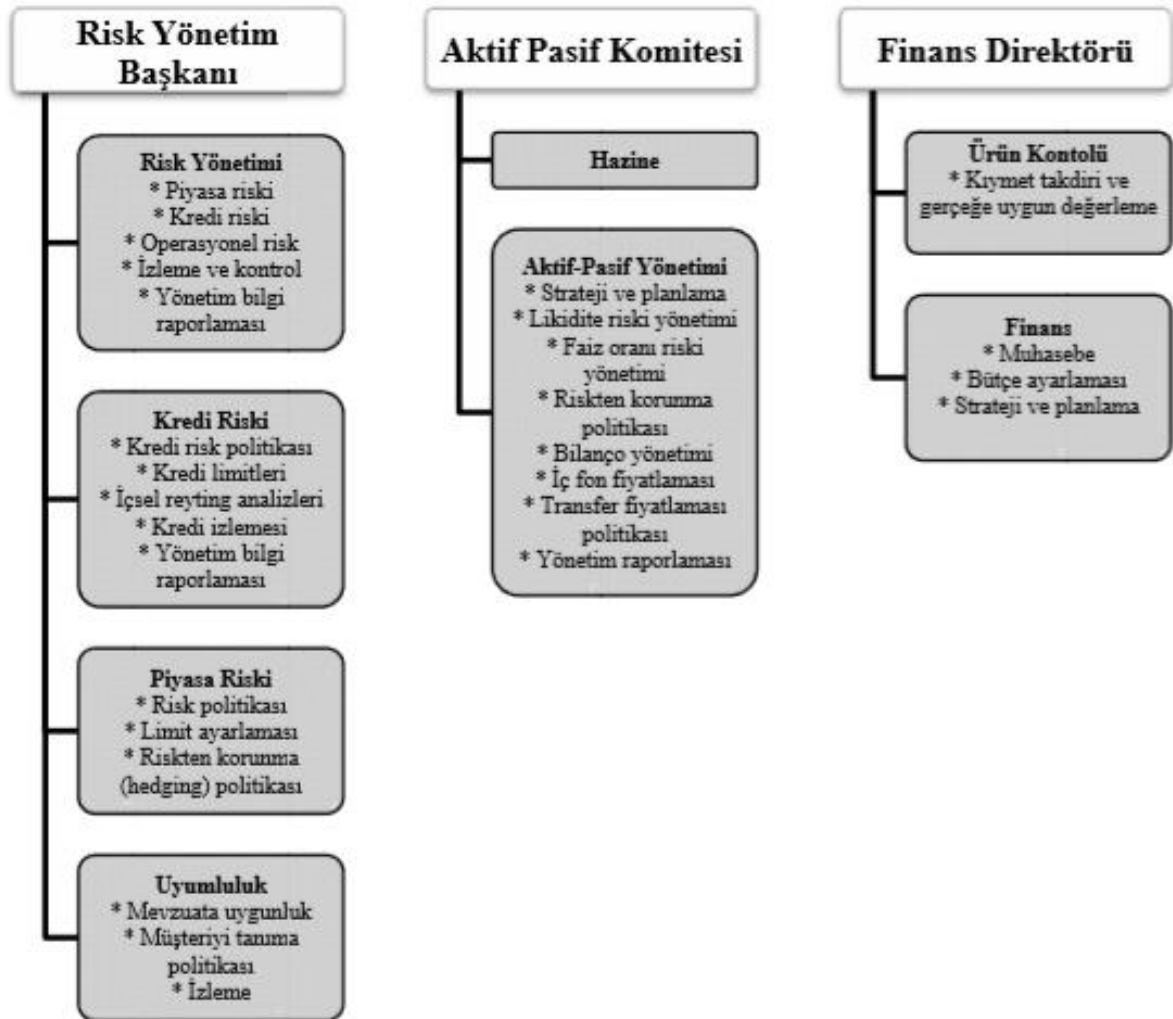 Risk Yönetim
Başkanı
Risk Yönetimi
* Piyasa riski
* Kredi riski
* Operasyonel risk
* İzleme ve kontrol
* Yönetim bilgi
raporlaması
Kredi Riski
* Kredi risk politikası
* Kredi limitleri
* İçsel reyting analizleri
* Kredi izlemesi
* Yönetim bilgi
raporlaması
Piyasa Riski
* Risk politikası
* Limit ayarlaması
* Riskten korunma
(hedging) politikası
Uyumluluk
* Mevzuata uygunluk
* Müşteriyi tanıma
politikası
* İzleme
Aktif Pasif Komitesi
Hazine
Aktif-Pasif Yönetimi
* Strateji ve planlama
* Likidite riski yönetimi
* Faiz oranı riski
yönetimi
* Riskten korunma
politikası
* Bilanço yönetimi
* İç fon fiyatlaması
* Transfer fiyatlaması
politikası
* Yönetim raporlaması
Finans Direktörü
Ürün Kontolü
* Kıymet takdiri ve
gerçeğe uygun değerleme
Finans
* Muhasebe
* Bütçe ayarlaması
* Strateji ve planlama